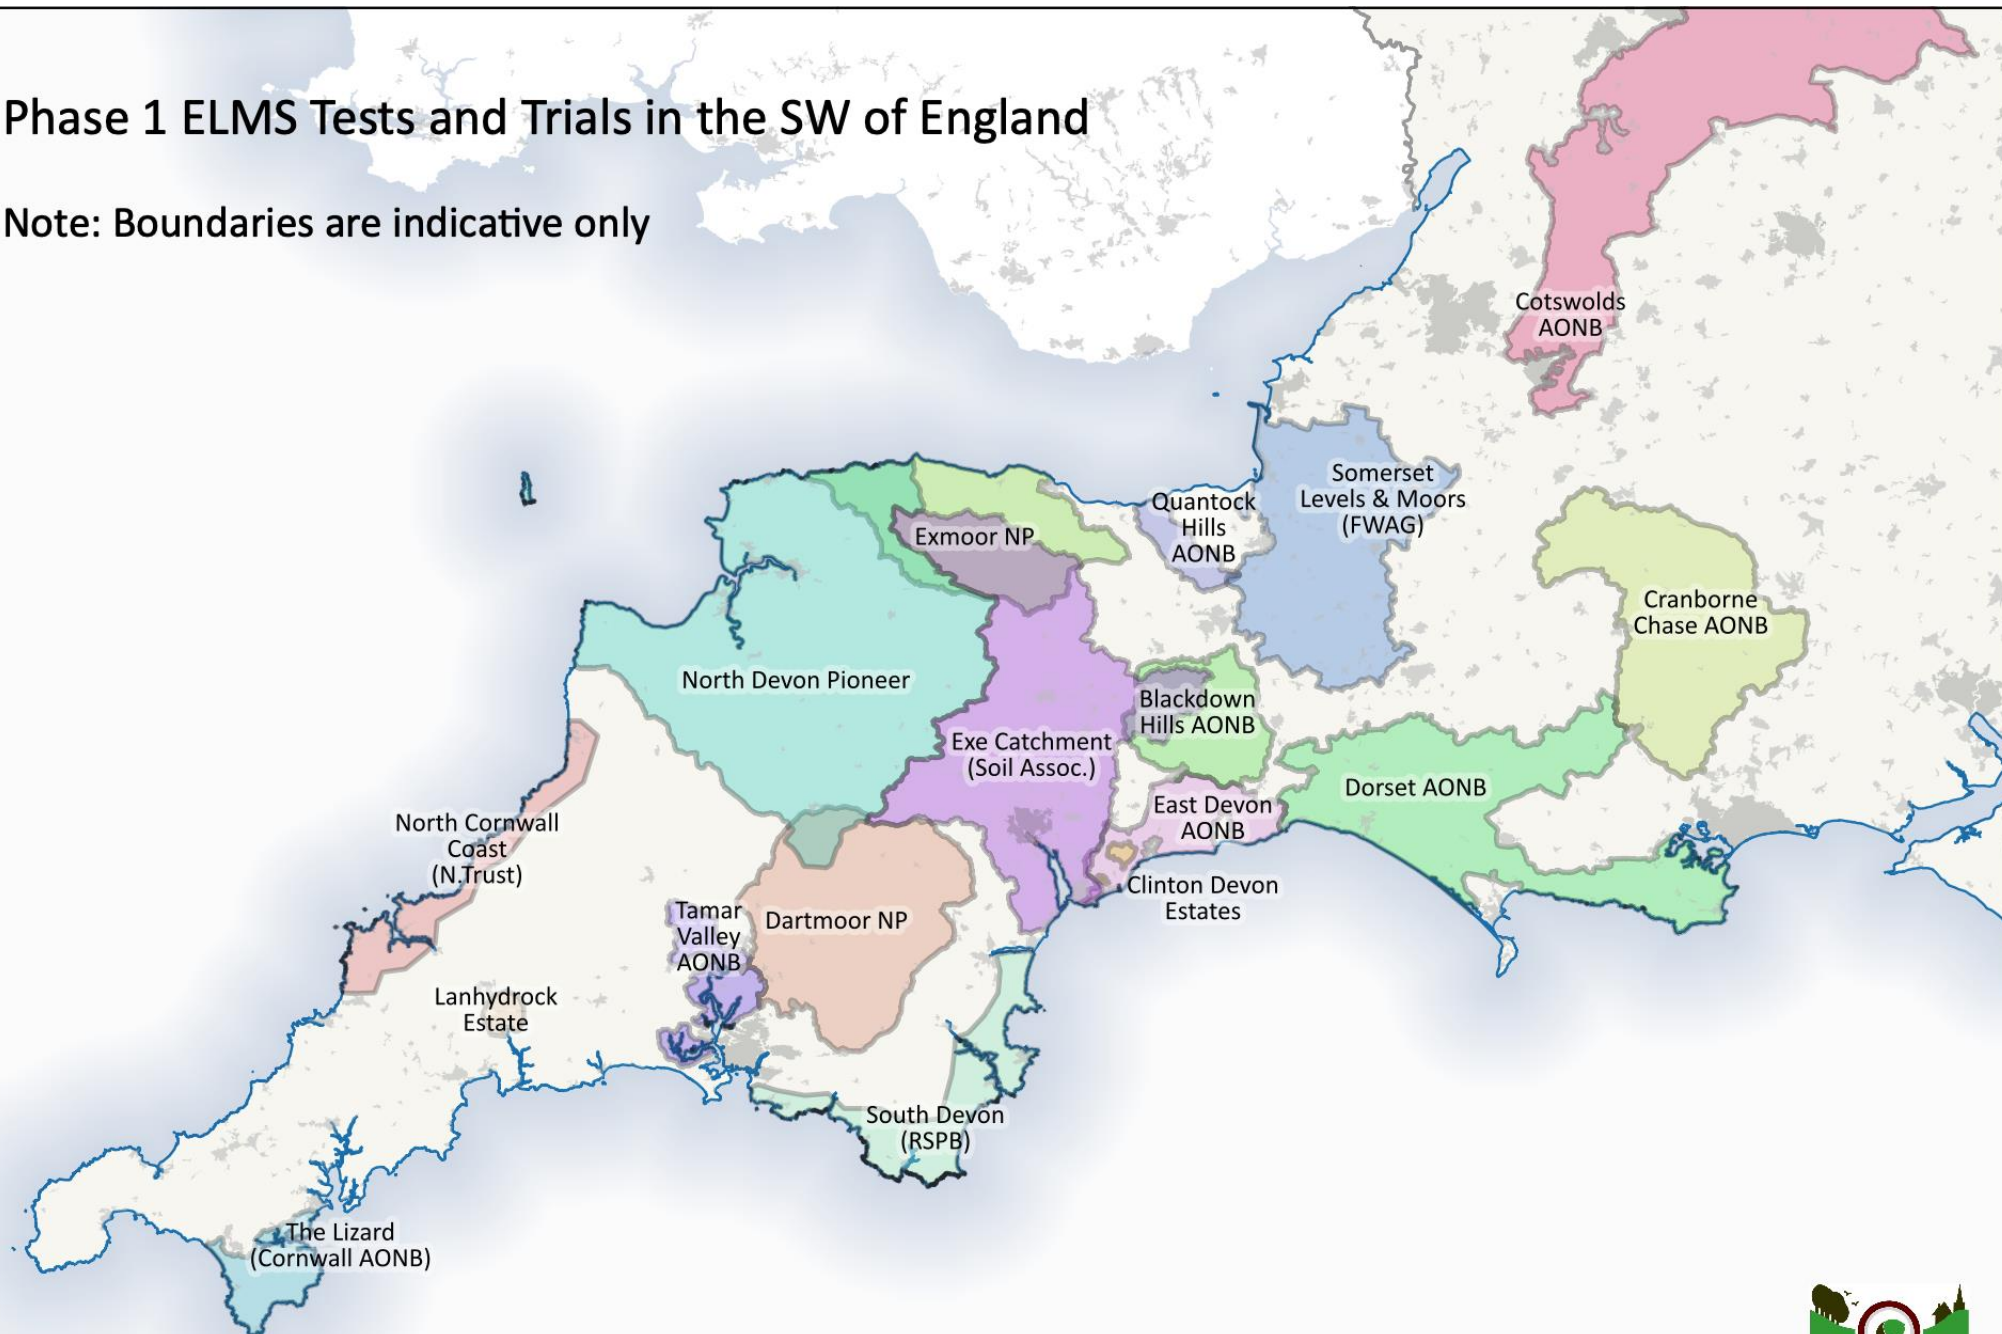 Phase 1 ELMS Tests and Trials in the SW of England
Note: Boundaries are indicative only
Cotswolds
AONB
Somerset
Levels & Moors
(FWAG)
Quantock
Hills
AONB
Exmoor NP
Cranborne
Chase AONB
North Devon Pioneer
Blackdown
Hills AONB
Exe Catchment
(Soil Assoc.)
Dorset AONB
East Devon
AONB
North Cornwall
Coast
(N.Trust)
Clinton Devon
Estates
Tamar
Valley
AONB
Dartmoor NP
Lanhydrock
Estate
South Devon
(RSPB)
The Lizard
(Cornwall AONB)